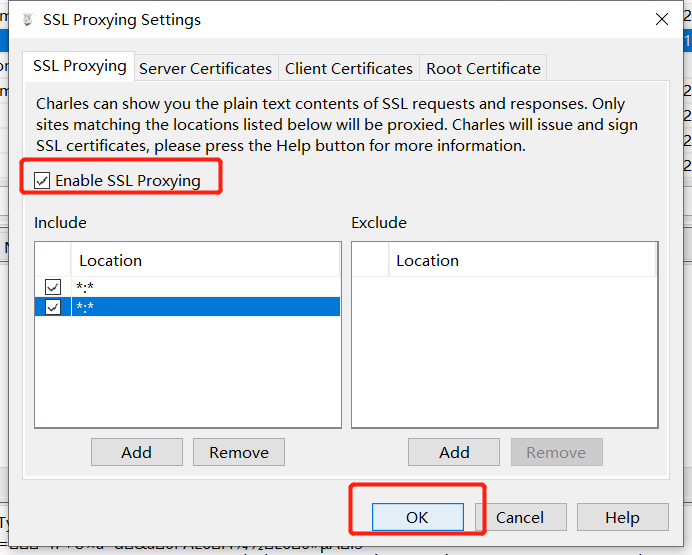 SSL Proxying Settings
SSL Proxying Server Certificates Client Certificates Root Certificate
Charles can show you the plain text contents of SSL requests and responses. Only
sites matching the locations listed below will be proxied. Charles will issue and sign
SSL certificates, please press the Help button for more information.
Enable SSL Proxying
Include Exclude
Location Location
*:*
*:*
Add Remove Add Remove
OK Cancel Help